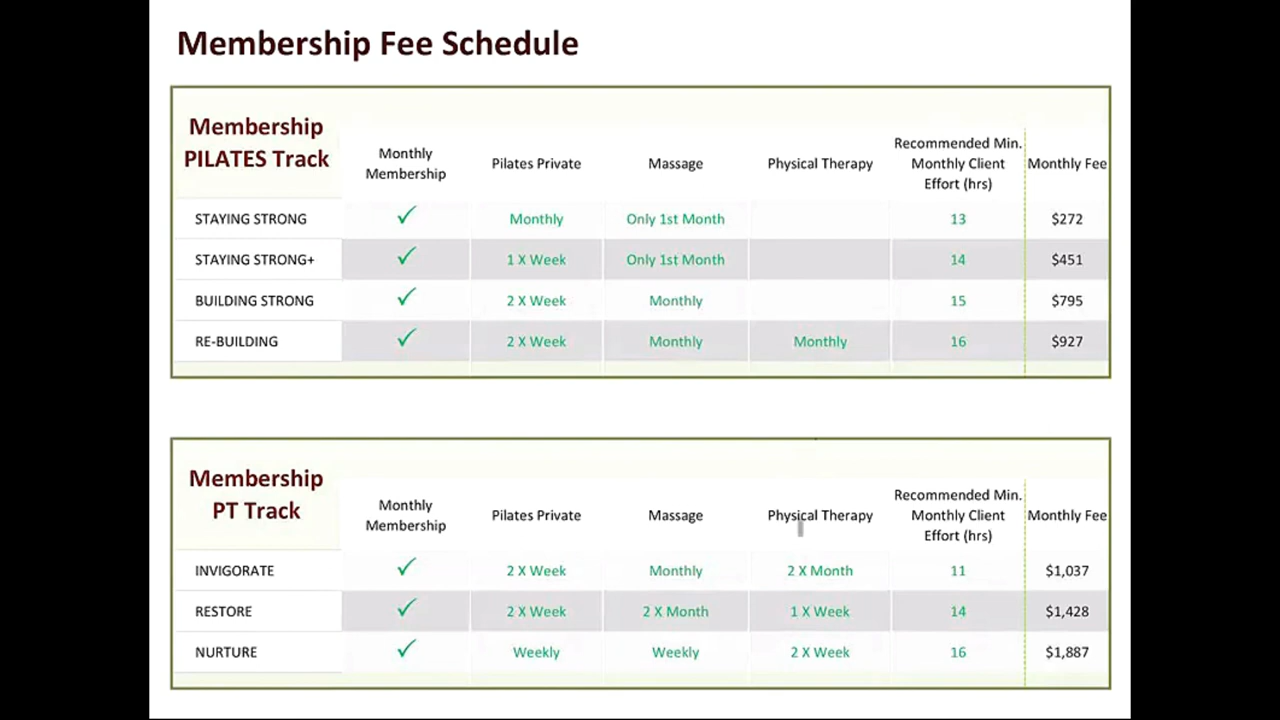 Membership Fee Schedule
Membership
PILATES Track
Monthly
Membership
Pilates Private
Massage
Physical Therapy
Recommended Min.
Monthly Client
Effort (hrs)
Monthly Fee
STAYING STRONG ✓ Monthly Only 1st Month 13 $272
STAYING STRONG+ ✓ 1 X Week Only 1st Month 14 $451
BUILDING STRONG ✓ 2 X Week Monthly 15 $795
RE-BUILDING ✓ 2 X Week Monthly Monthly 16 $927
Membership
PT Track
Monthly
Membership
Pilates Private
Massage
Physical Therapy
Recommended Min.
Monthly Client
Effort (hrs)
Monthly Fee
INVIGORATE ✓ 2 X Week Monthly 2 X Month 11 $1,037
RESTORE ✓ 2 X Week 2 X Month 1 X Week 14 $1,428
NURTURE ✓ Weekly Weekly 2 X Week 16 $1,887